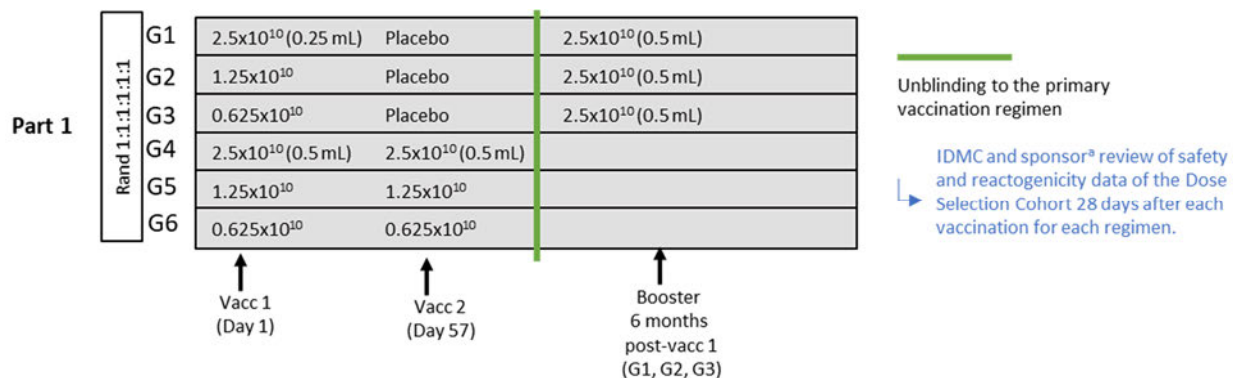 Part 1
Rand 1:1:1:1:1:1
G1 2.5x10¹⁰ (0.25 mL) Placebo 2.5x10¹⁰ (0.5 mL)
G2 1.25x10¹⁰ Placebo 2.5x10¹⁰ (0.5 mL)
G3 0.625x10¹⁰ Placebo 2.5x10¹⁰ (0.5 mL)
G4 2.5x10¹⁰ (0.5 mL) 2.5x10¹⁰ (0.5 mL)
G5 1.25x10¹⁰ 1.25x10¹⁰
G6 0.625x10¹⁰ 0.625x10¹⁰
Vacc 1
(Day 1)
Vacc 2
(Day 57)
Booster
6 months
post-vacc 1
(G1, G2, G3)
Unblinding to the primary
vaccination regimen
IDMC and sponsorᵃ review of safety
and reactogenicity data of the Dose
Selection Cohort 28 days after each
vaccination for each regimen.